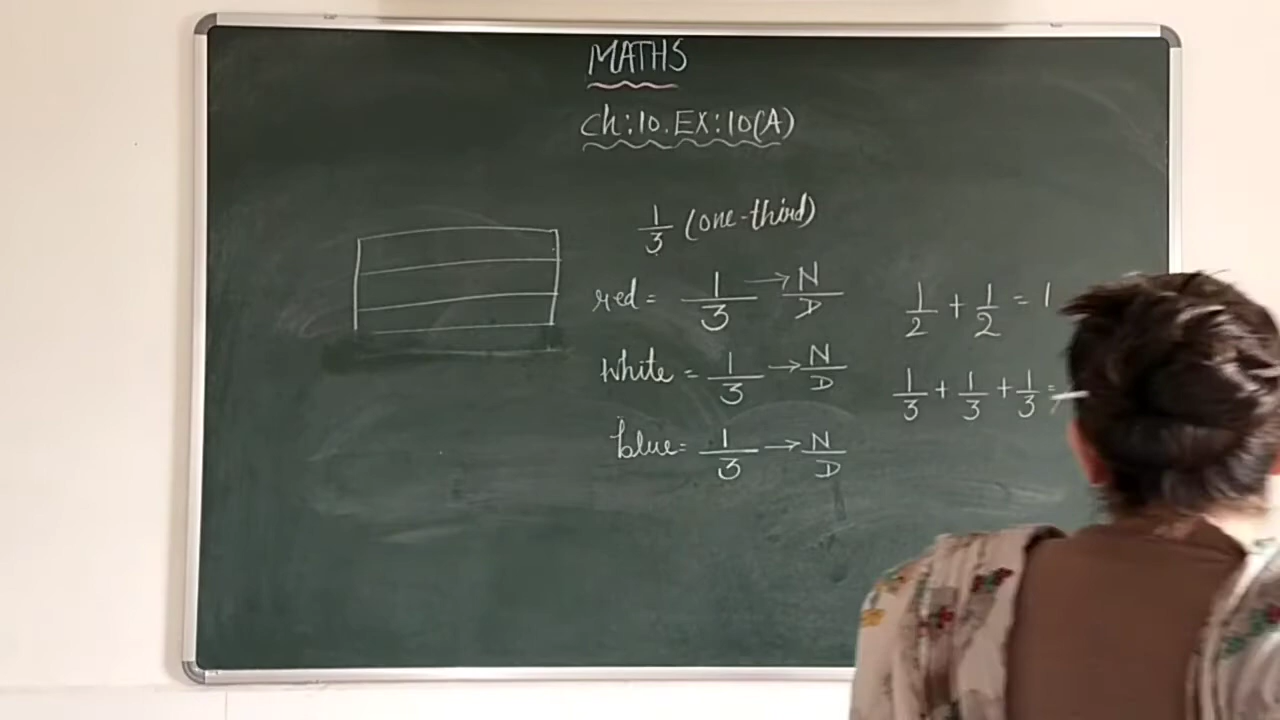 MATHS
Ch:10.EX:10(A)
1/3 (one-third)
red = 1/3 → N/D
white = 1/3 → N/D
blue = 1/3 → N/D
1/2 + 1/2 = 1
1/3 + 1/3 + 1/3 =